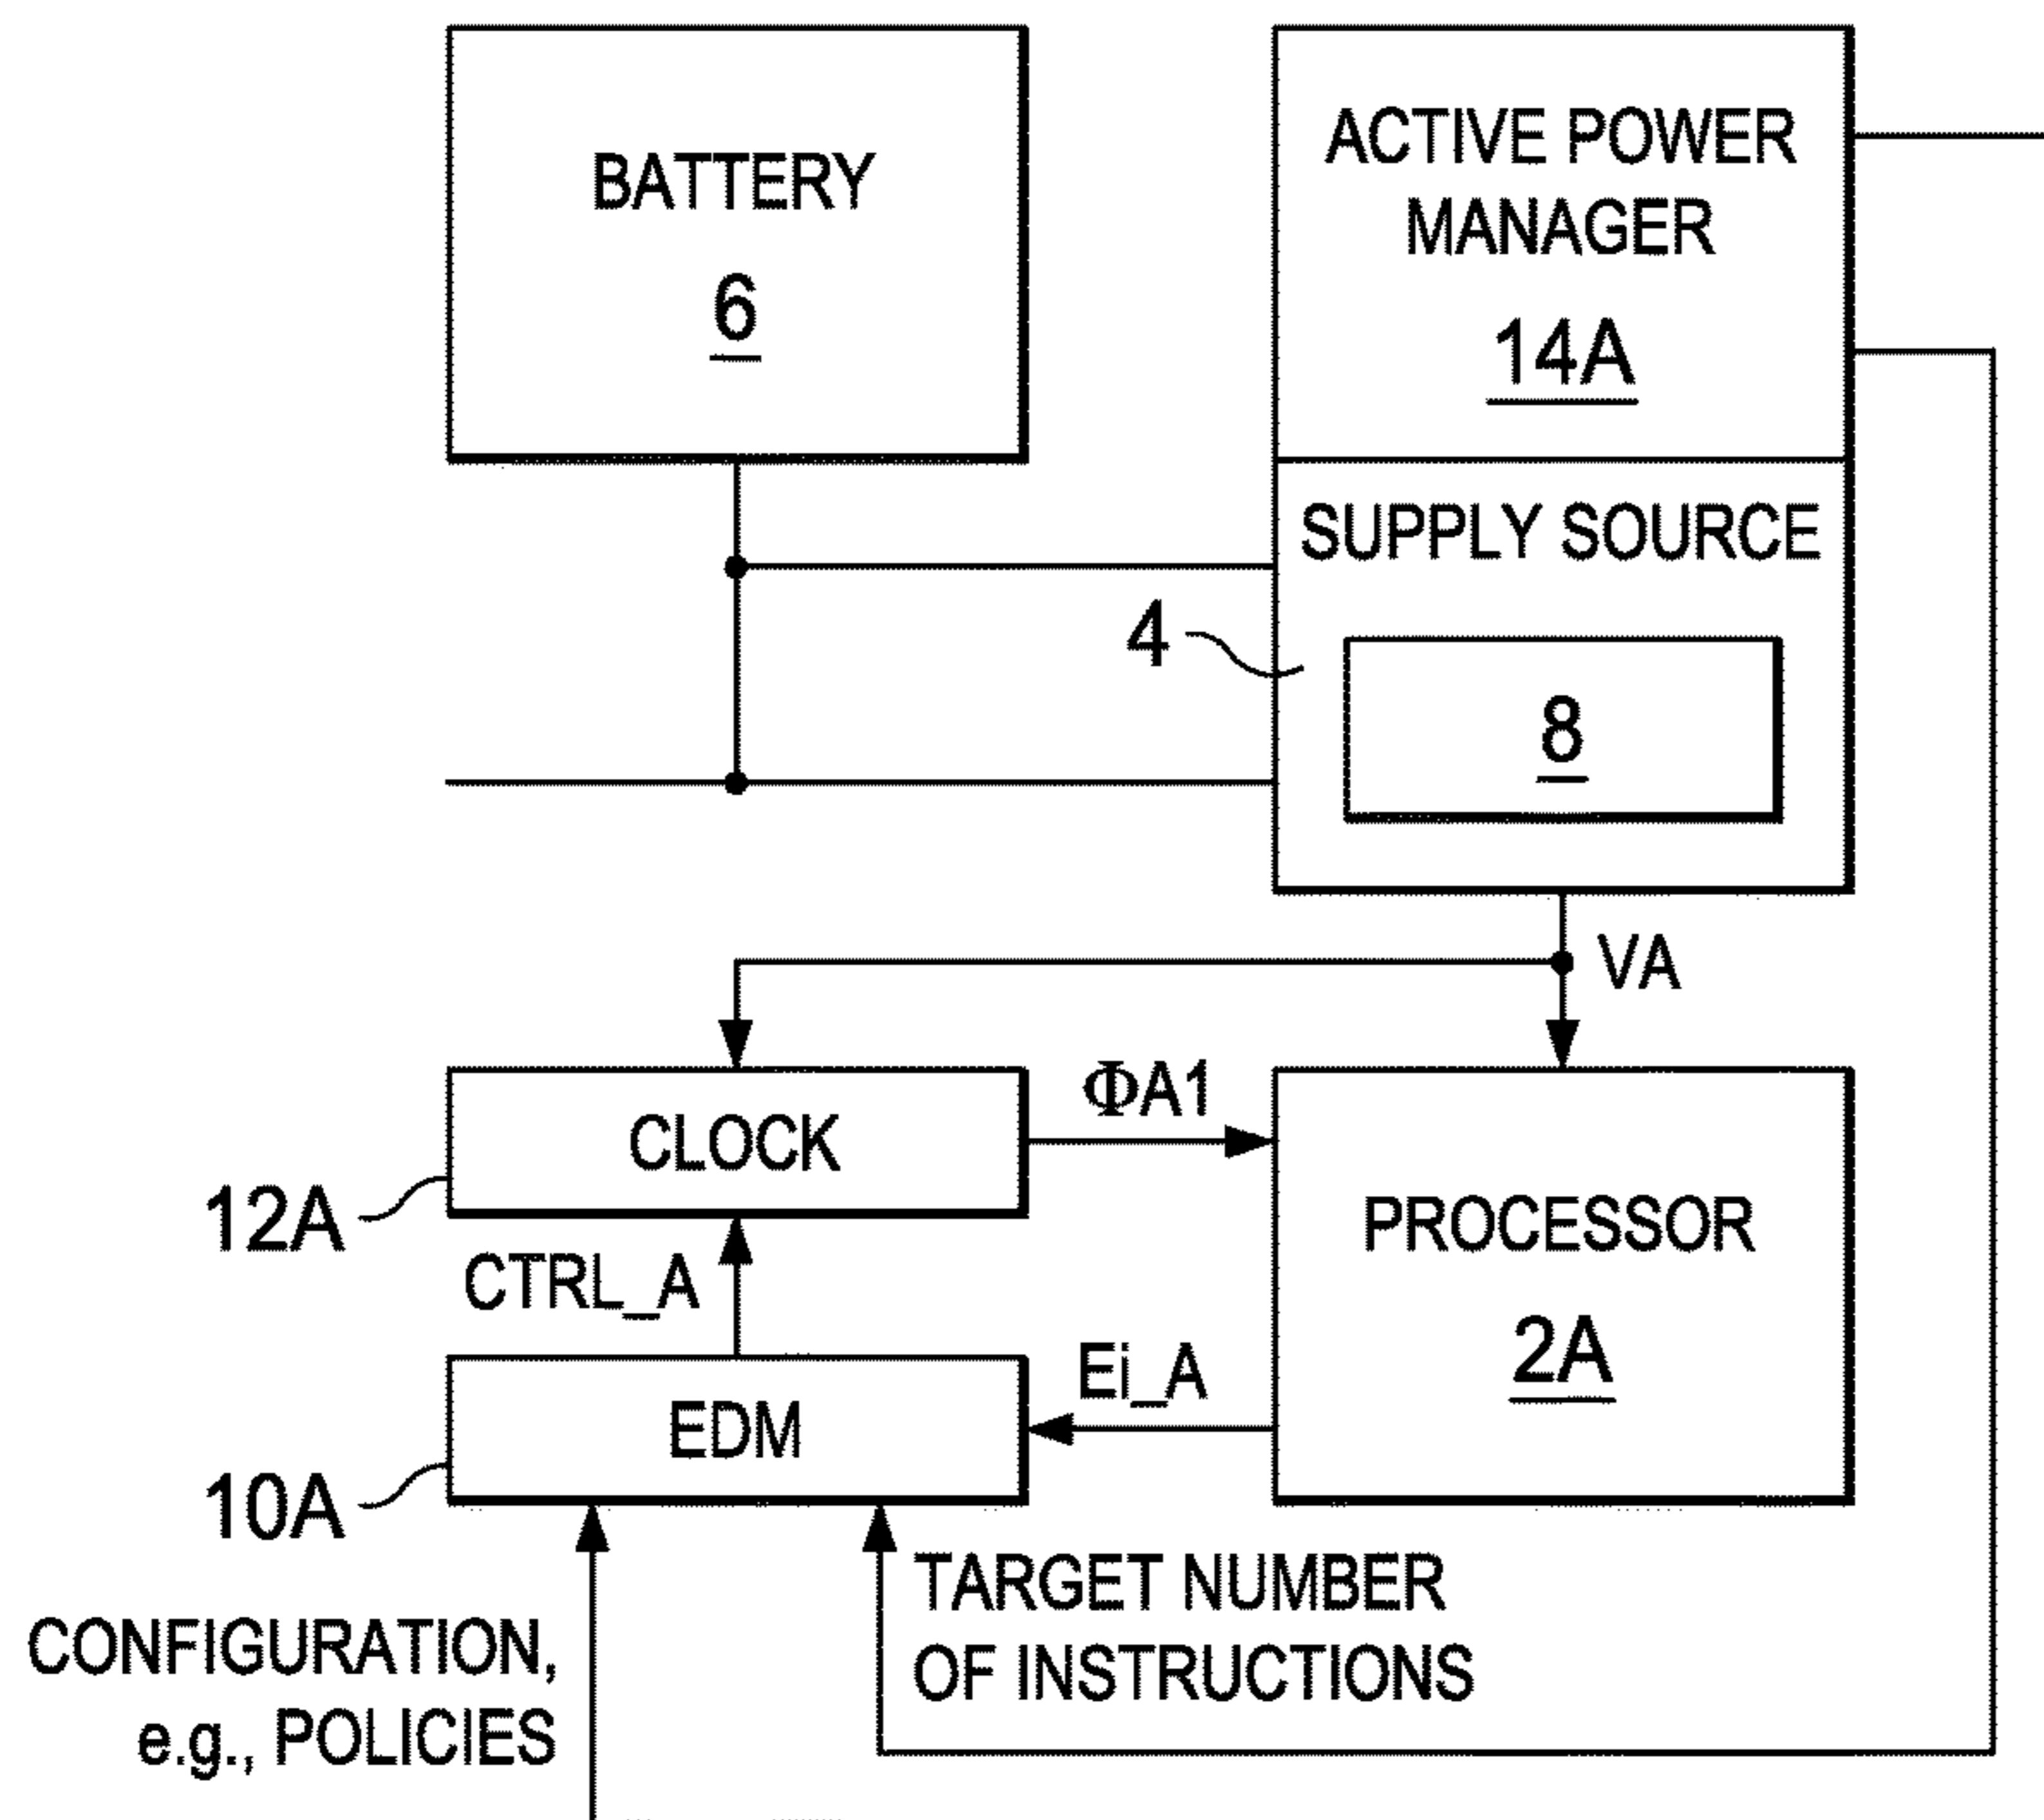 BATTERY
6
ACTIVE POWER
MANAGER
14A
SUPPLY SOURCE
4
8
VA
CLOCK
12A
ΦA1
PROCESSOR
2A
CTRL_A
Ei_A
EDM
10A
TARGET NUMBER
OF INSTRUCTIONS
CONFIGURATION,
e.g., POLICIES